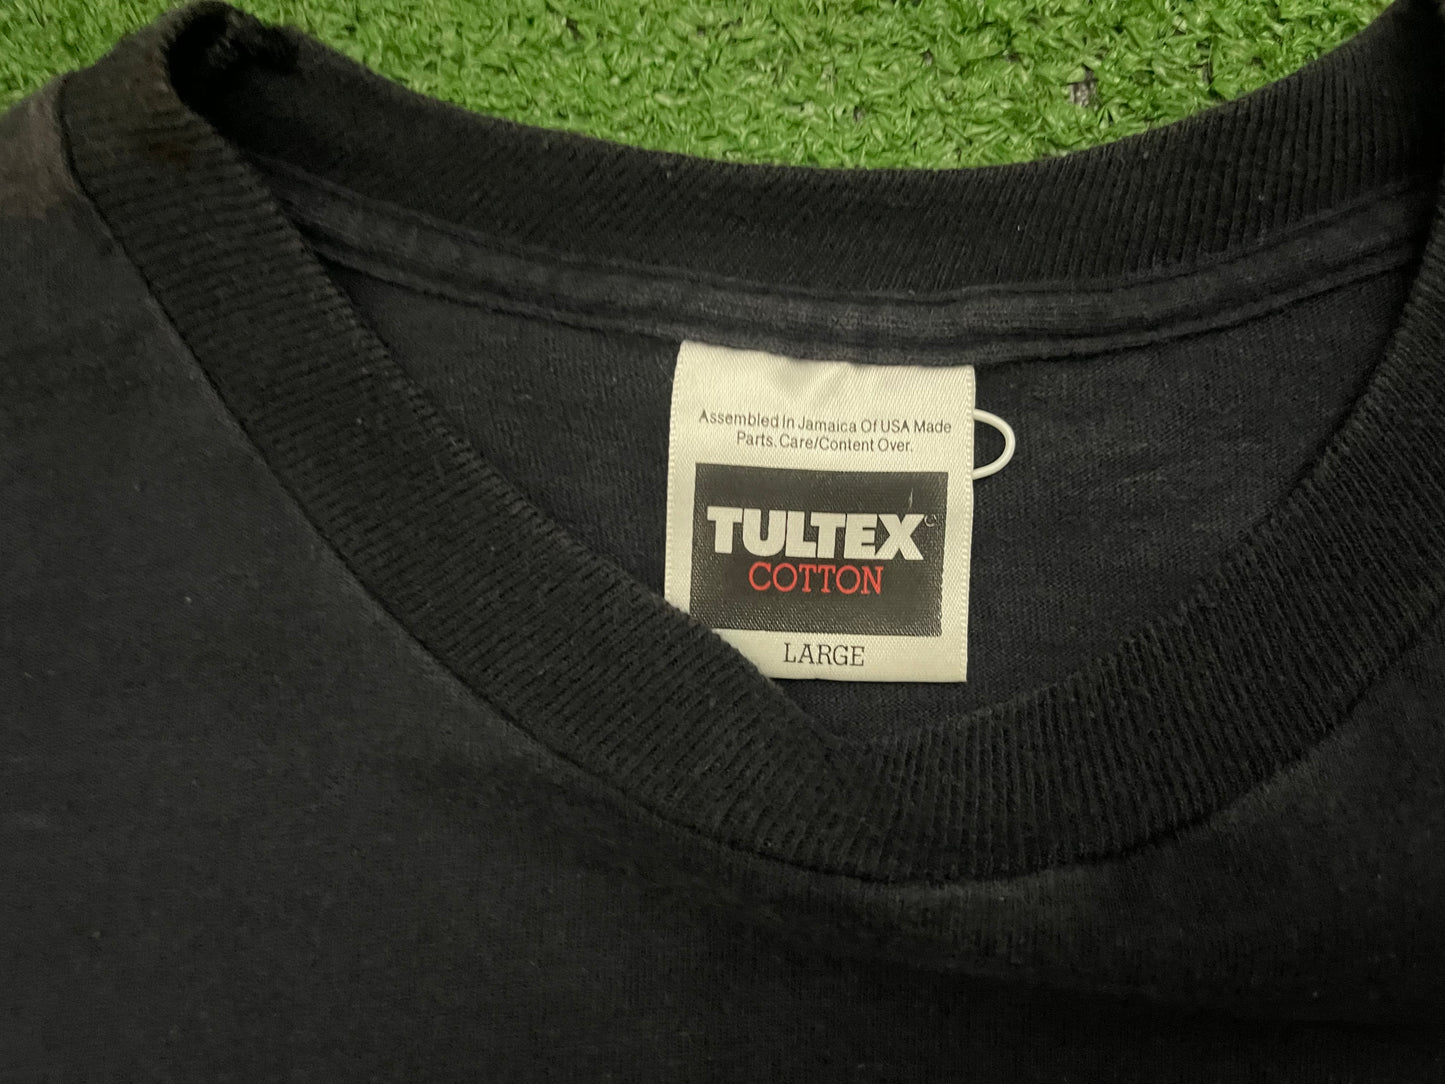 Assembled In Jamaica Of USA Made
Parts. Care/Content Over.
TULTEX
COTTON
LARGE